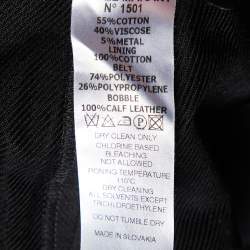 N° 1501
55%COTTON
40%VISCOSE
5%METAL
LINING
100%COTTON
BELT
74%POLYESTER
26%POLYPROPYLENE
BOBBLE
100%CALF LEATHER
DRY CLEAN ONLY
CHLORINE BASED
BLEACHING
NOT ALLOWED
IRONING TEMPERATURE
110°C
DRY CLEANING
ALL SOLVENTS EXCEPT
TRICHLOROETHYLENE
DO NOT TUMBLE DRY
MADE IN SLOVAKIA